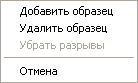 Добавить образец
Удалить образец
Убрать разрывы
Отмена